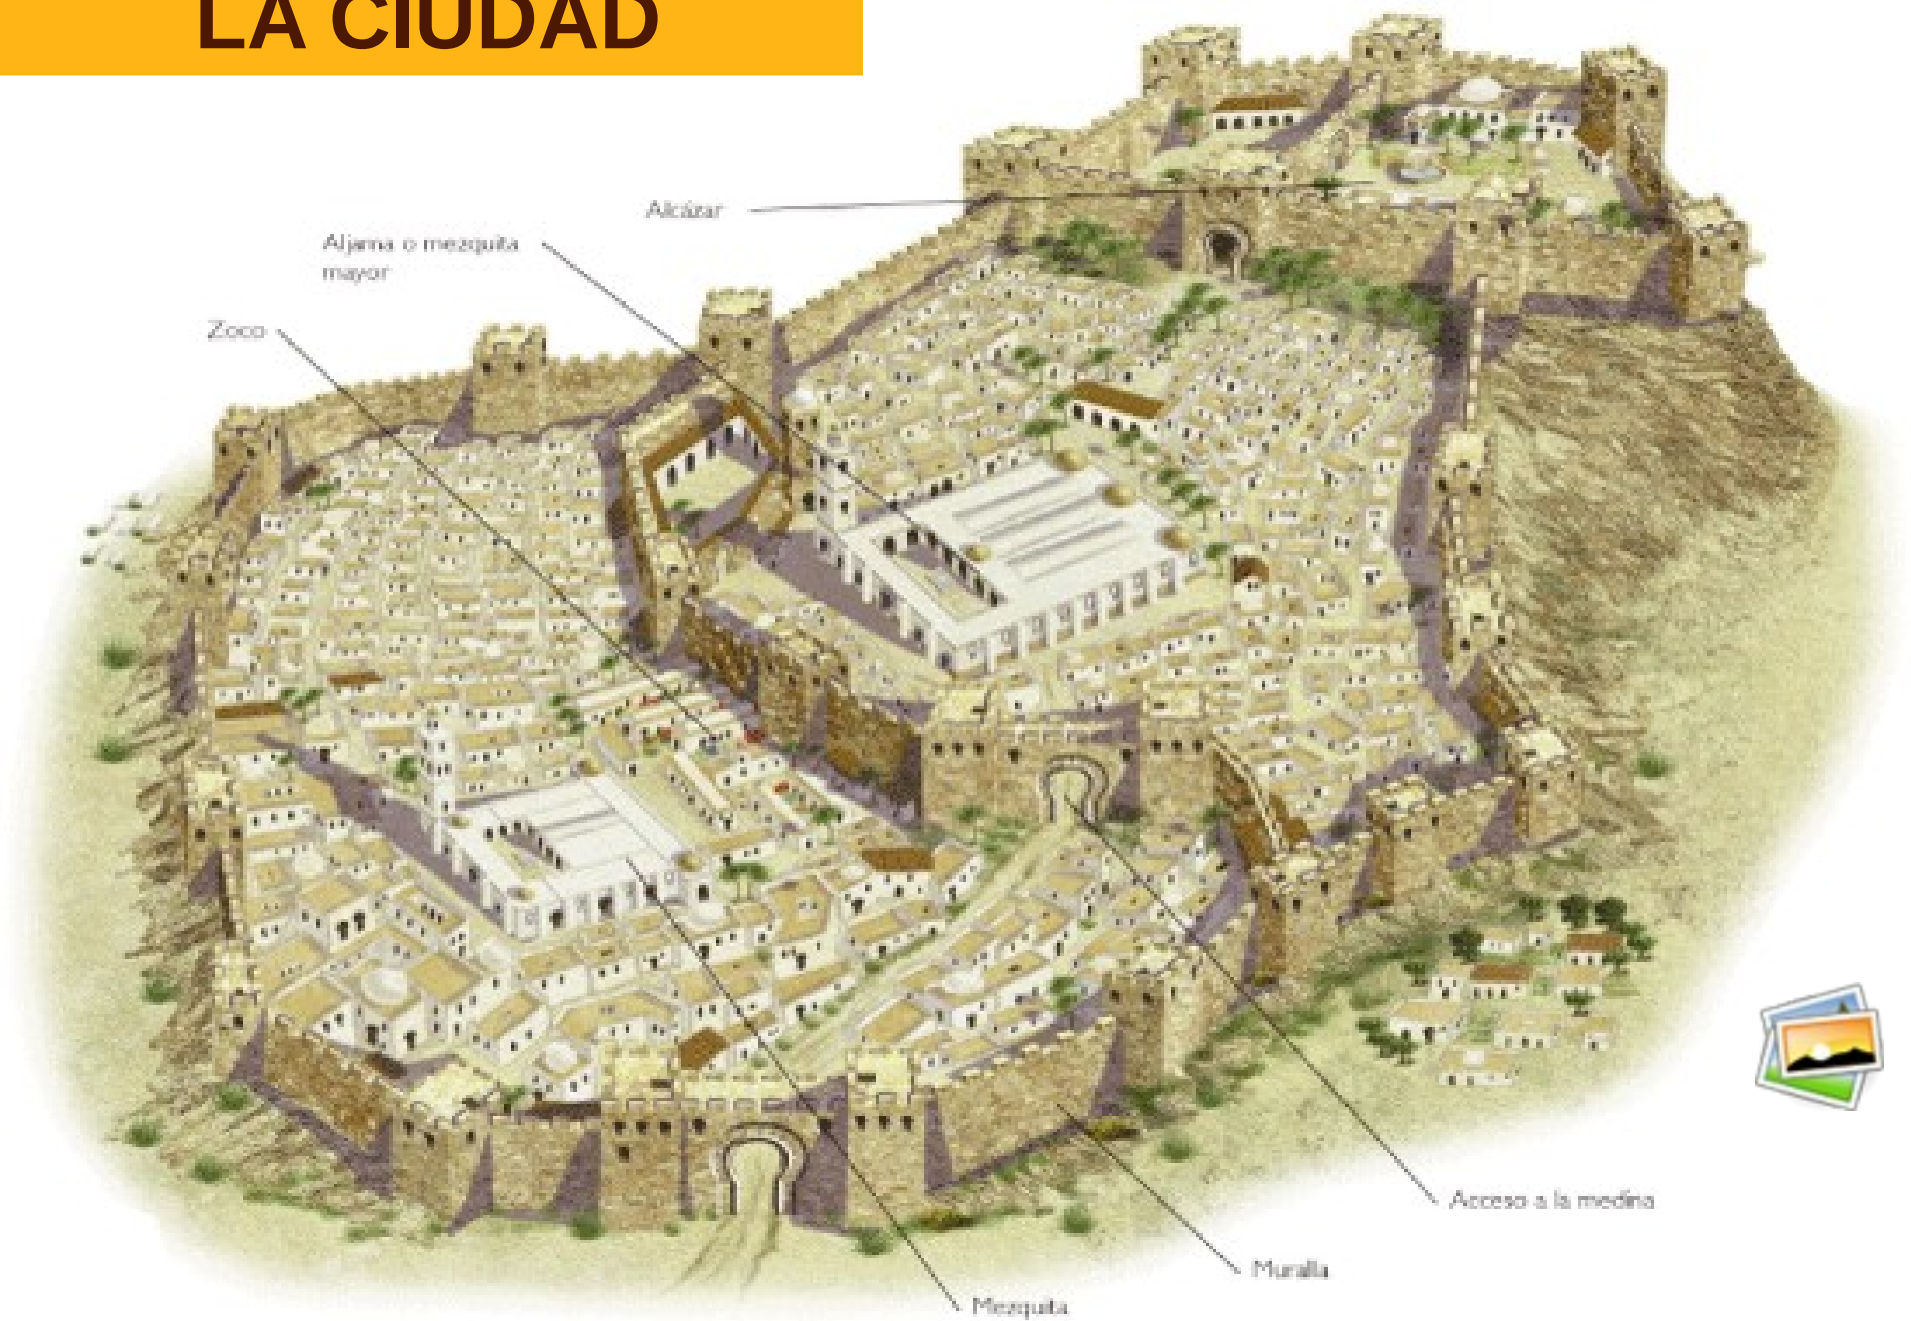 LA CIUDAD
Alcázar
Aljama o mezquita
mayor
Zoco
Acceso a la medina
Muralla
Mezquita